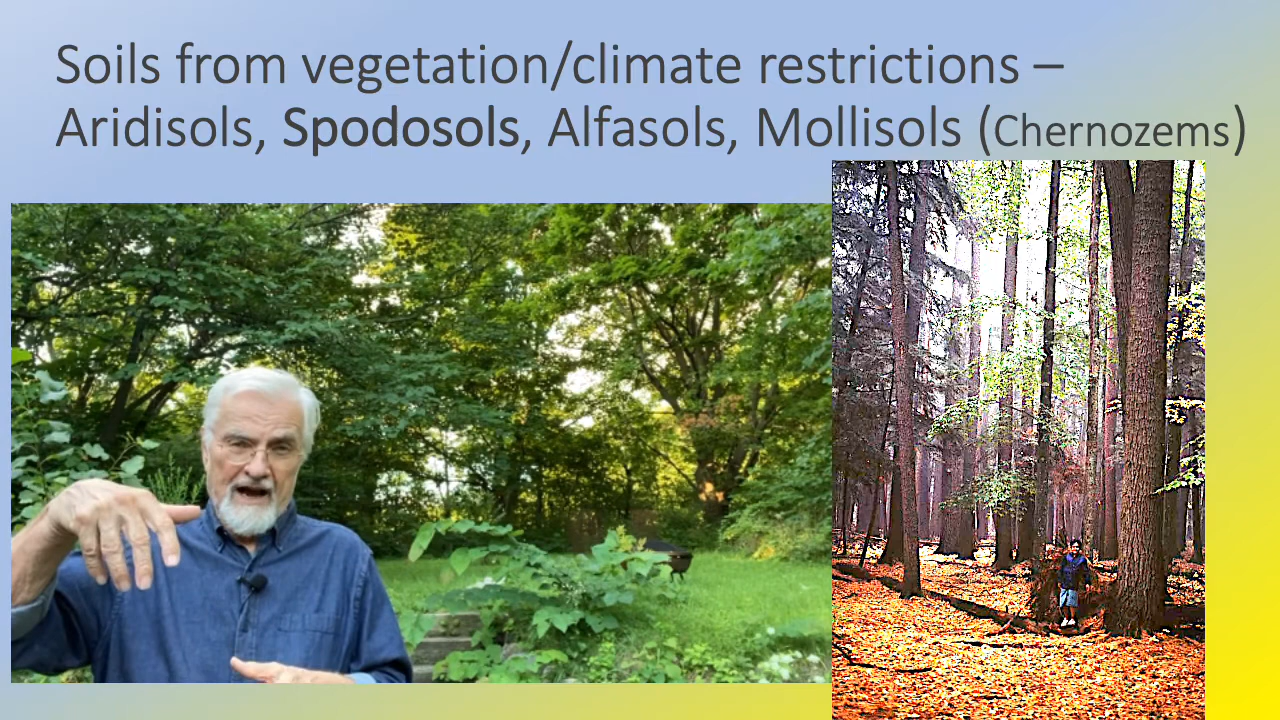 Soils from vegetation/climate restrictions –
Aridisols, Spodosols, Alfasols, Mollisols (Chernozems)